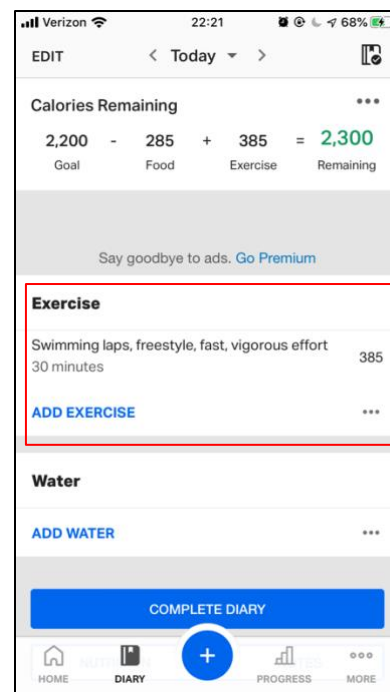 Verizon 22:21 68%
EDIT < Today >
Calories Remaining
2,200 - 285 + 385 = 2,300
Goal Food Exercise Remaining
Say goodbye to ads. Go Premium
Exercise
Swimming laps, freestyle, fast, vigorous effort
30 minutes
385
ADD EXERCISE
Water
ADD WATER
COMPLETE DIARY
+
HOME DIARY PROGRESS MORE